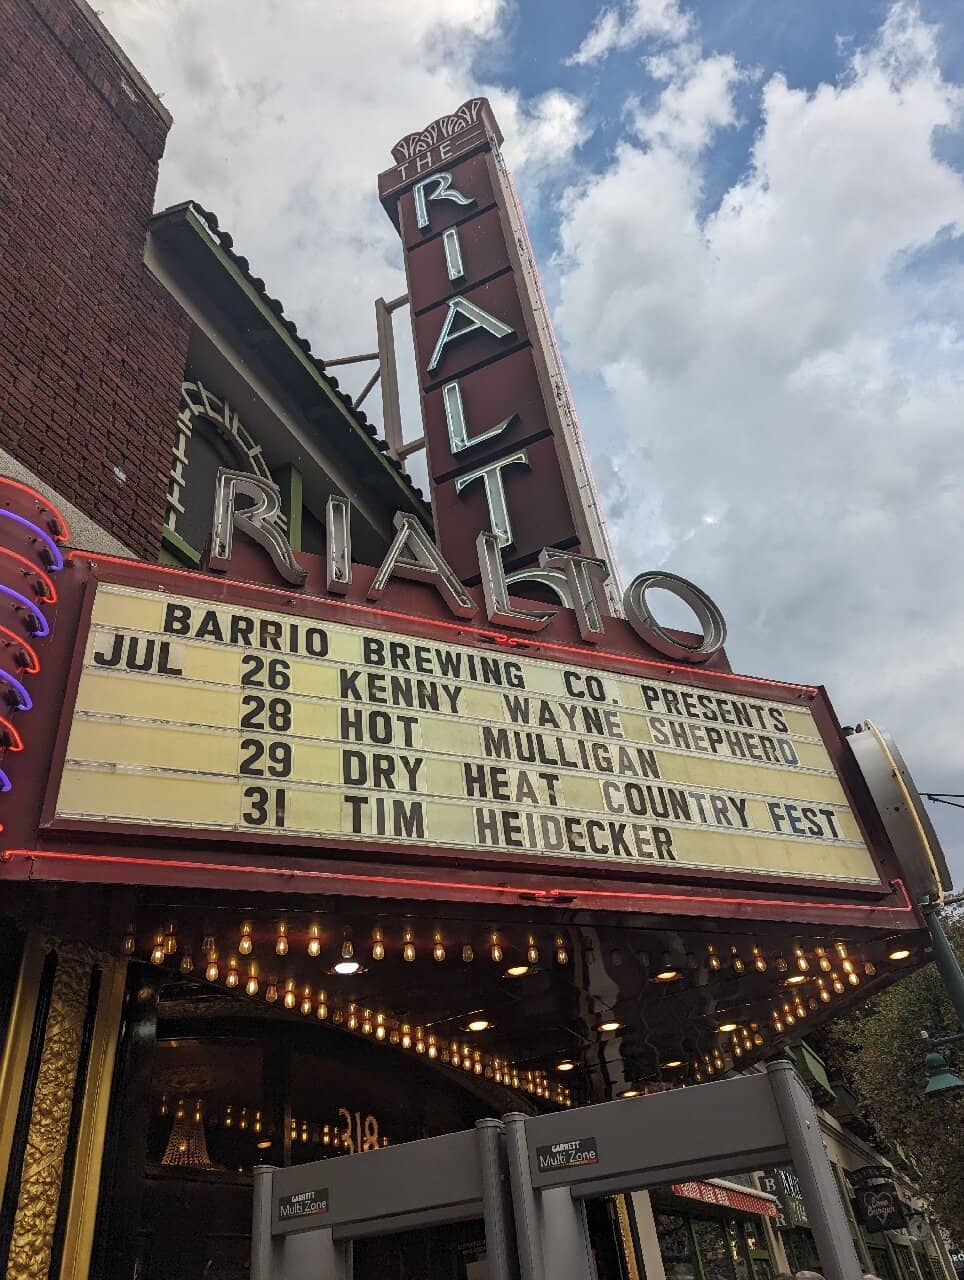 THE
RIALTO
RIALTO
BARRIO BREWING CO. PRESENTS
JUL 26 KENNY WAYNE SHEPHERD
28 HOT MULLIGAN
29 DRY HEAT COUNTRY FEST
31 TIM HEIDECKER
318
GARRETT
Multi Zone
GARRETT
Multi Zone